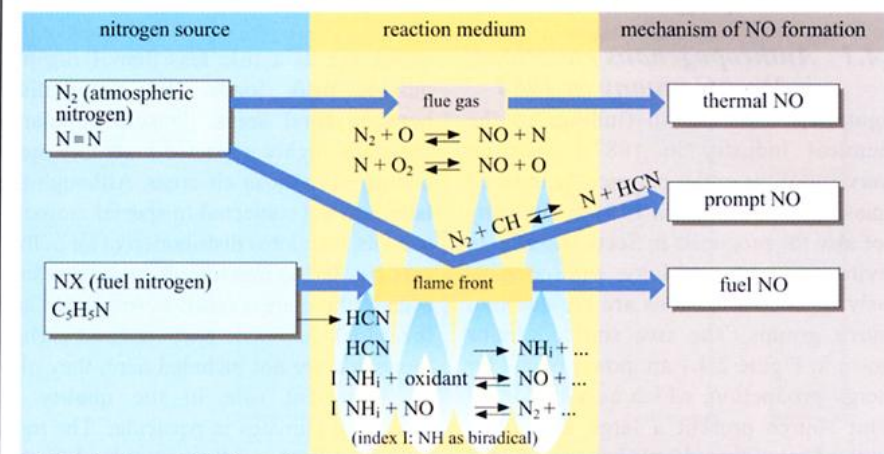 nitrogen source
reaction medium
mechanism of NO formation
N₂ (atmospheric
nitrogen)
N≡N
flue gas
thermal NO
N₂ + O ⇌ NO + N
N + O₂ ⇌ NO + O
N₂ + CH ⇌ N + HCN
prompt NO
NX (fuel nitrogen)
C₅H₅N
flame front
fuel NO
→ HCN
HCN → NHᵢ + ...
I NHᵢ + oxidant ⇌ NO + ...
I NHᵢ + NO ⇌ N₂ + ...
(index I: NH as biradical)